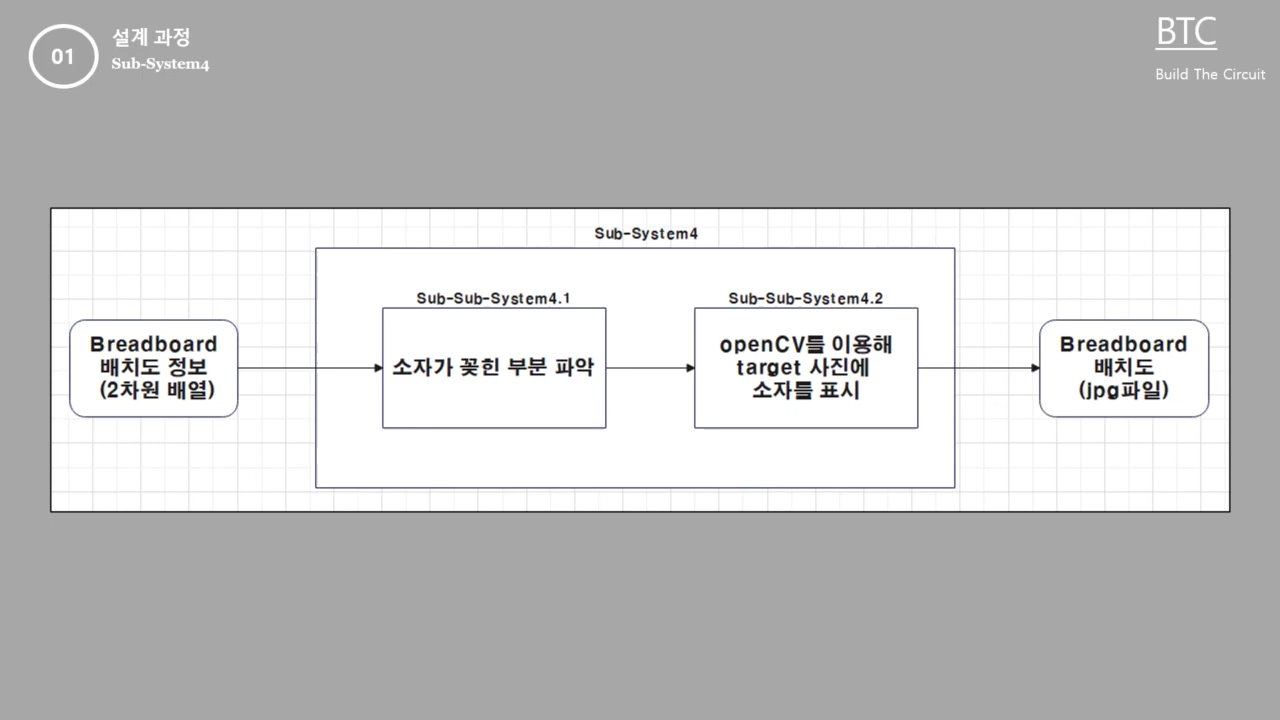 01
설계 과정
Sub-System4
BTC
Build The Circuit
Sub-System4
Sub-Sub-System4.1
Sub-Sub-System4.2
Breadboard
배치도 정보
(2차원 배열)
소자가 꽂힌 부분 파악
openCV를 이용해
target 사진에
소자를 표시
Breadboard
배치도
(jpg파일)